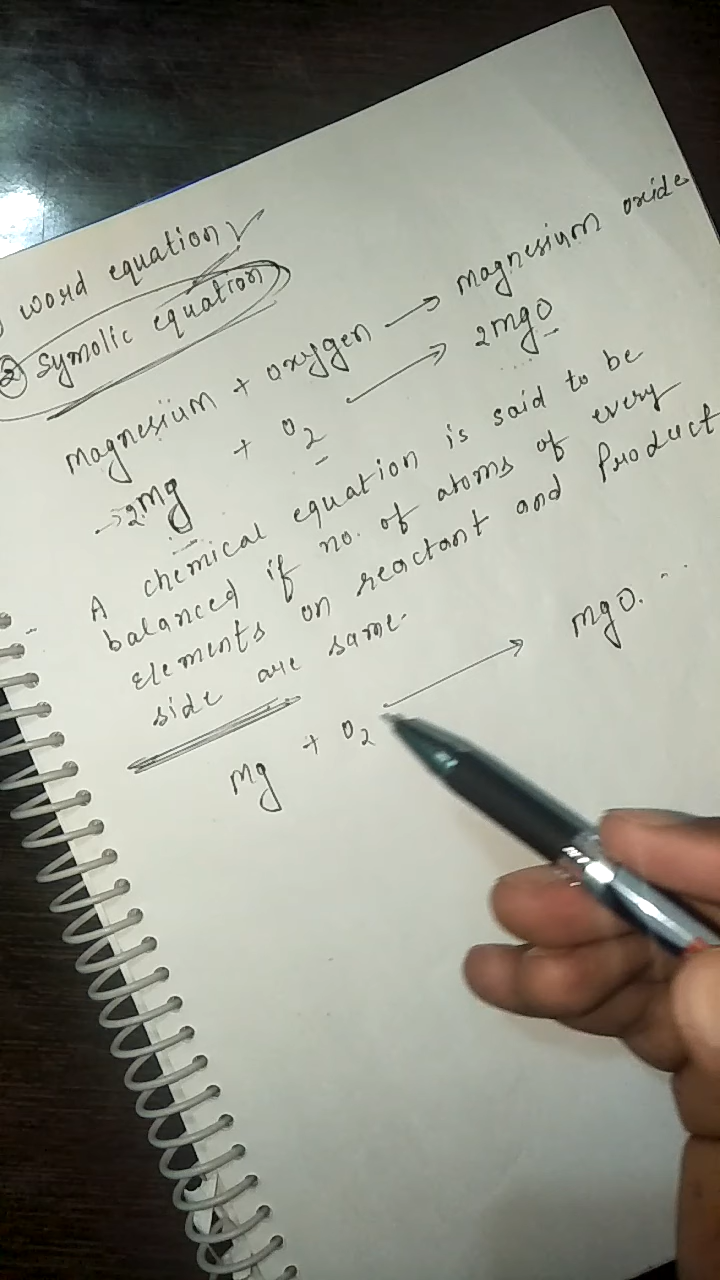 ) word equation ✓
② symolic equation
magnesium + oxygen → magnesium oxide
→ 2mg + O2 → 2mgO
A chemical equation is said to be
balanced if no. of atoms of every
Elements on reactant and Product
side are same.
mg + O2 → mgO.